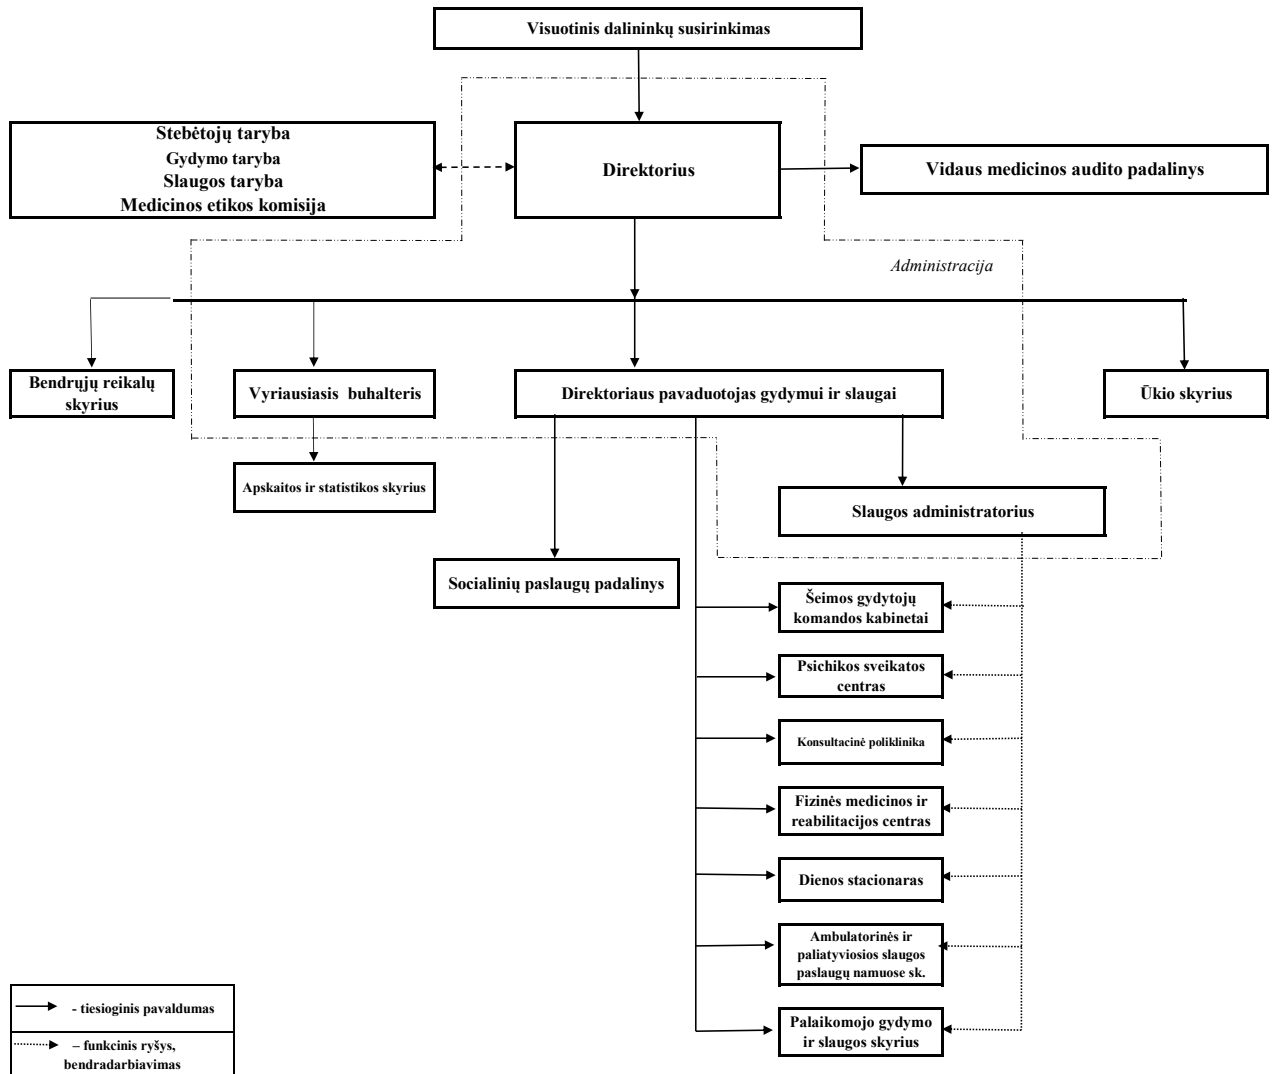 Visuotinis dalininkų susirinkimas
Stebėtojų taryba
Gydymo taryba
Slaugos taryba
Medicinos etikos komisija
Direktorius
Vidaus medicinos audito padalinys
Administracija
Bendrųjų reikalų
skyrius
Vyriausiasis buhalteris
Direktoriaus pavaduotojas gydymui ir slaugai
Ūkio skyrius
Apskaitos ir statistikos skyrius
Slaugos administratorius
Socialinių paslaugų padalinys
Šeimos gydytojų
komandos kabinetai
Psichikos sveikatos
centras
Konsultacinė poliklinika
Fizinės medicinos ir
reabilitacijos centras
Dienos stacionaras
Ambulatorinės ir
paliatyviosios slaugos
paslaugų namuose sk.
Palaikomojo gydymo
ir slaugos skyrius
- tiesioginis pavaldumas
– funkcinis ryšys,
bendradarbiavimas